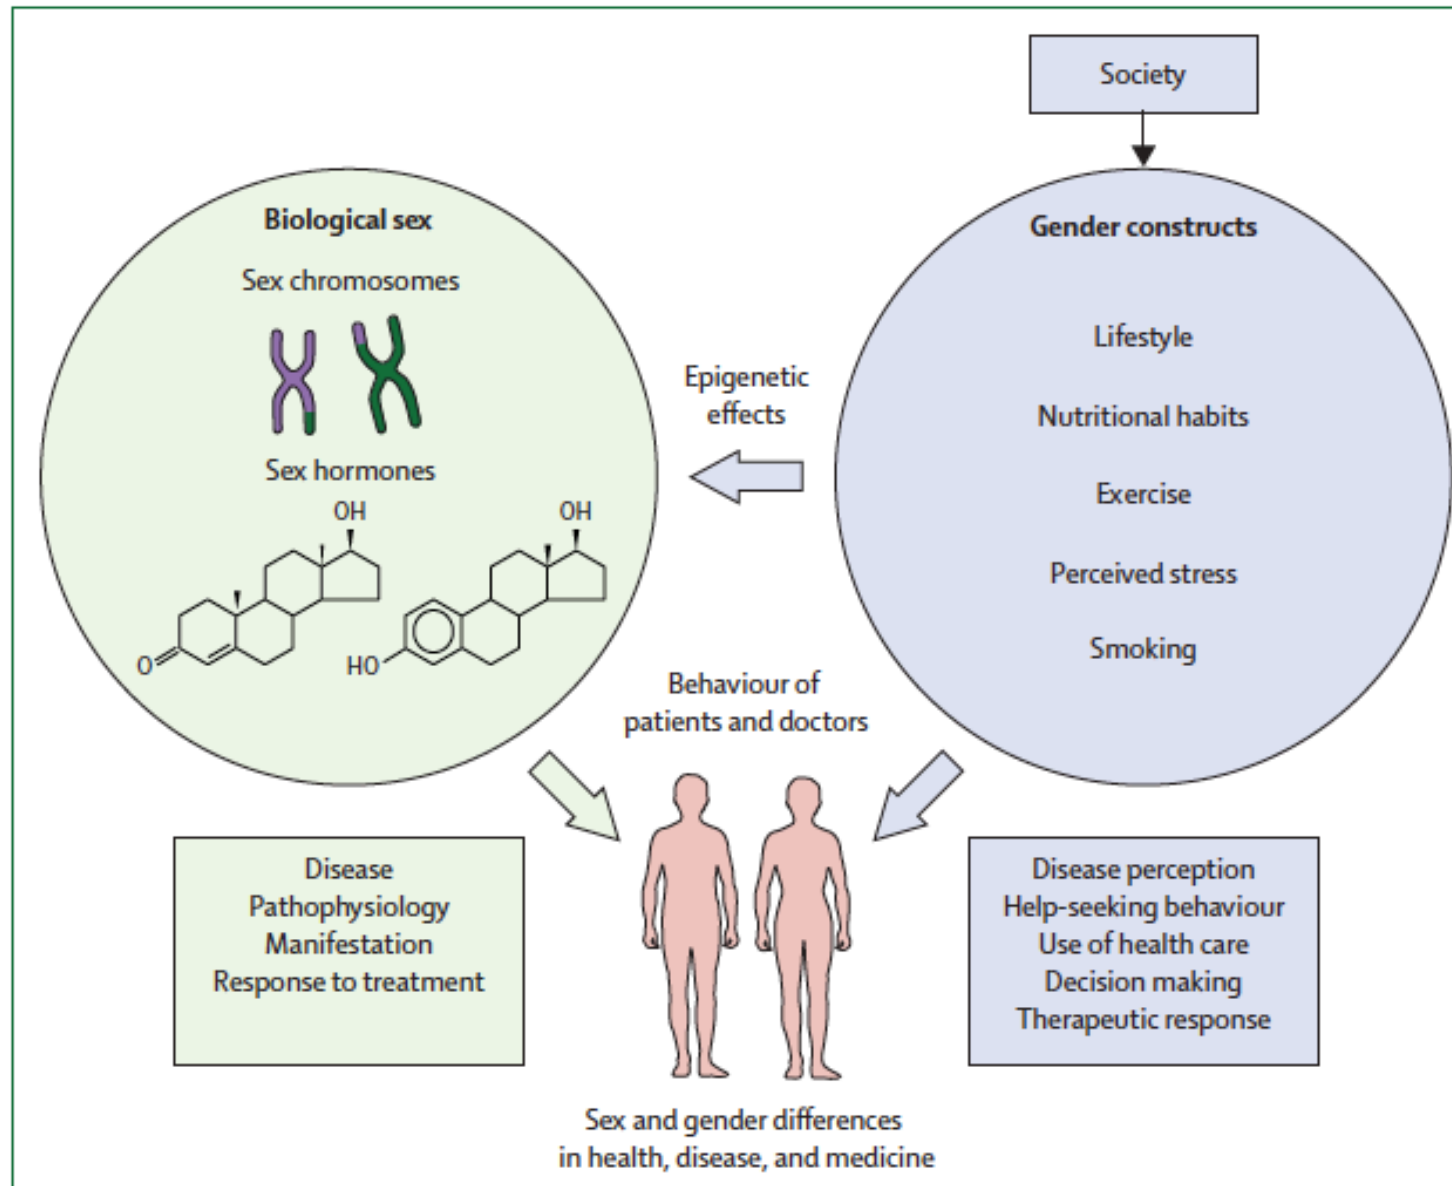 Society
Biological sex
Sex chromosomes
Sex hormones
OH
O
OH
HO
Epigenetic
effects
Gender constructs
Lifestyle
Nutritional habits
Exercise
Perceived stress
Smoking
Behaviour of
patients and doctors
Disease
Pathophysiology
Manifestation
Response to treatment
Disease perception
Help-seeking behaviour
Use of health care
Decision making
Therapeutic response
Sex and gender differences
in health, disease, and medicine